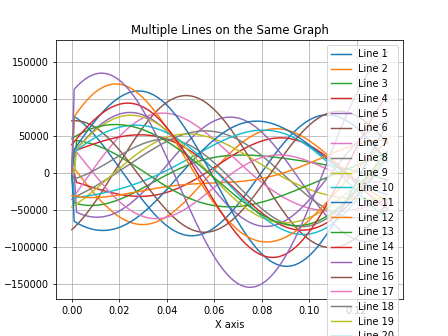 Multiple Lines on the Same Graph
150000
100000
50000
0
−50000
−100000
−150000
0.00
0.02
0.04
0.06
0.08
0.10
X axis
Line 1
Line 2
Line 3
Line 4
Line 5
Line 6
Line 7
Line 8
Line 9
Line 10
Line 11
Line 12
Line 13
Line 14
Line 15
Line 16
Line 17
Line 18
Line 19
Line 20